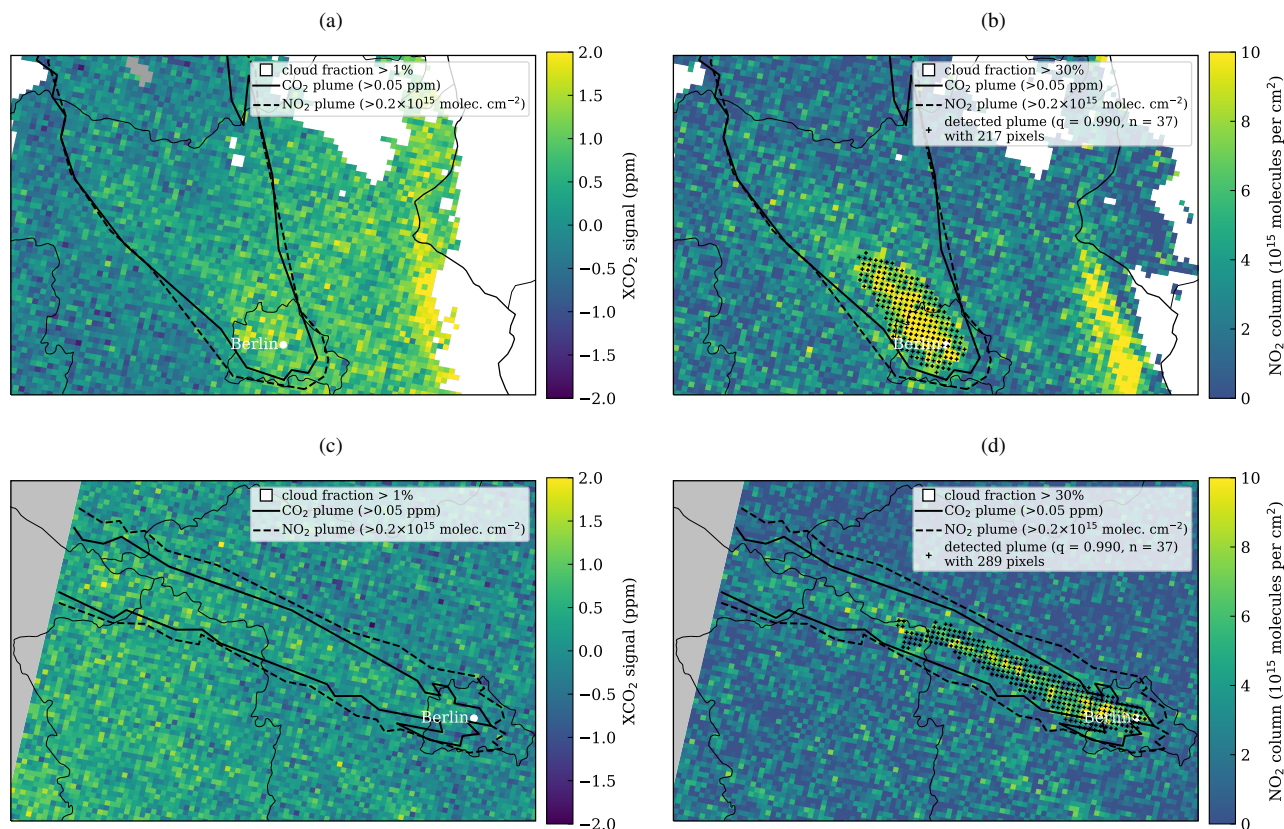 (a)
cloud fraction > 1%
CO₂ plume (>0.05 ppm)
NO₂ plume (>0.2×10¹⁵ molec. cm⁻²)
Berlin
2.0
1.5
1.0
0.5
0.0
−0.5
−1.0
−1.5
−2.0
XCO₂ signal (ppm)
(b)
cloud fraction > 30%
CO₂ plume (>0.05 ppm)
NO₂ plume (>0.2×10¹⁵ molec. cm⁻²)
detected plume (q = 0.990, n = 37)
with 217 pixels
Berlin
10
8
6
4
2
0
NO₂ column (10¹⁵ molecules per cm²)
(c)
cloud fraction > 1%
CO₂ plume (>0.05 ppm)
NO₂ plume (>0.2×10¹⁵ molec. cm⁻²)
Berlin
2.0
1.5
1.0
0.5
0.0
−0.5
−1.0
−1.5
−2.0
XCO₂ signal (ppm)
(d)
cloud fraction > 30%
CO₂ plume (>0.05 ppm)
NO₂ plume (>0.2×10¹⁵ molec. cm⁻²)
detected plume (q = 0.990, n = 37)
with 289 pixels
Berlin
10
8
6
4
2
0
NO₂ column (10¹⁵ molecules per cm²)